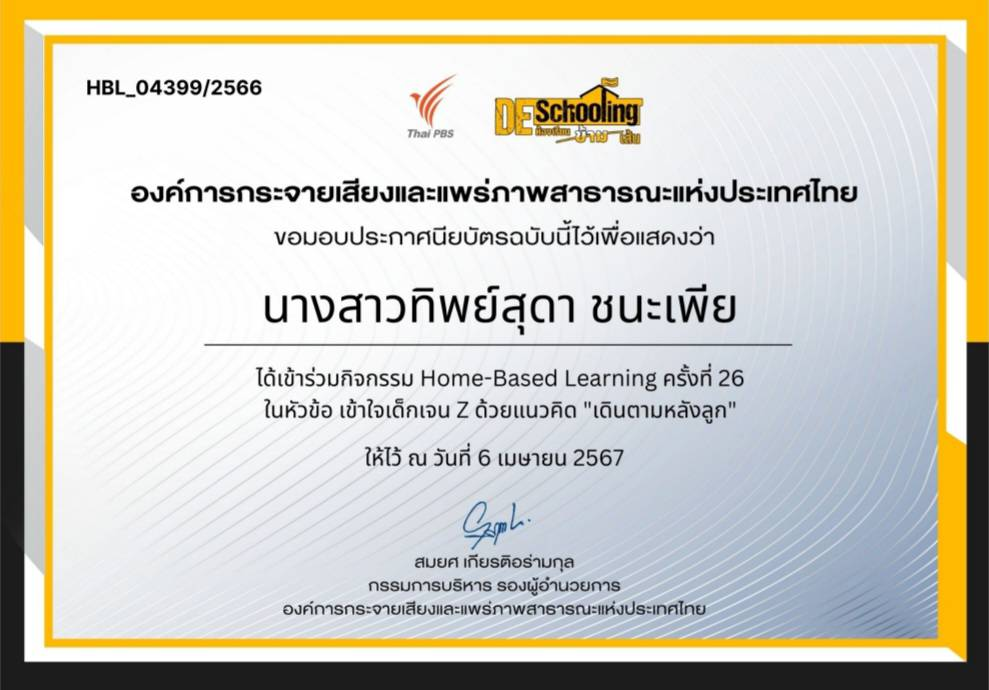 HBL_04399/2566
Thai PBS
DESchooling
ห้องเรียน ข้าม เส้น
องค์การกระจายเสียงและแพร่ภาพสาธารณะแห่งประเทศไทย
ขอมอบประกาศนียบัตรฉบับนี้ไว้เพื่อแสดงว่า
นางสาวทิพย์สุดา ชนะเพีย
ได้เข้าร่วมกิจกรรม Home-Based Learning ครั้งที่ 26
ในหัวข้อ เข้าใจเด็กเจน Z ด้วยแนวคิด "เดินตามหลังลูก"
ให้ไว้ ณ วันที่ 6 เมษายน 2567
สมยศ เกียรติอร่ามกุล
กรรมการบริหาร รองผู้อำนวยการ
องค์การกระจายเสียงและแพร่ภาพสาธารณะแห่งประเทศไทย